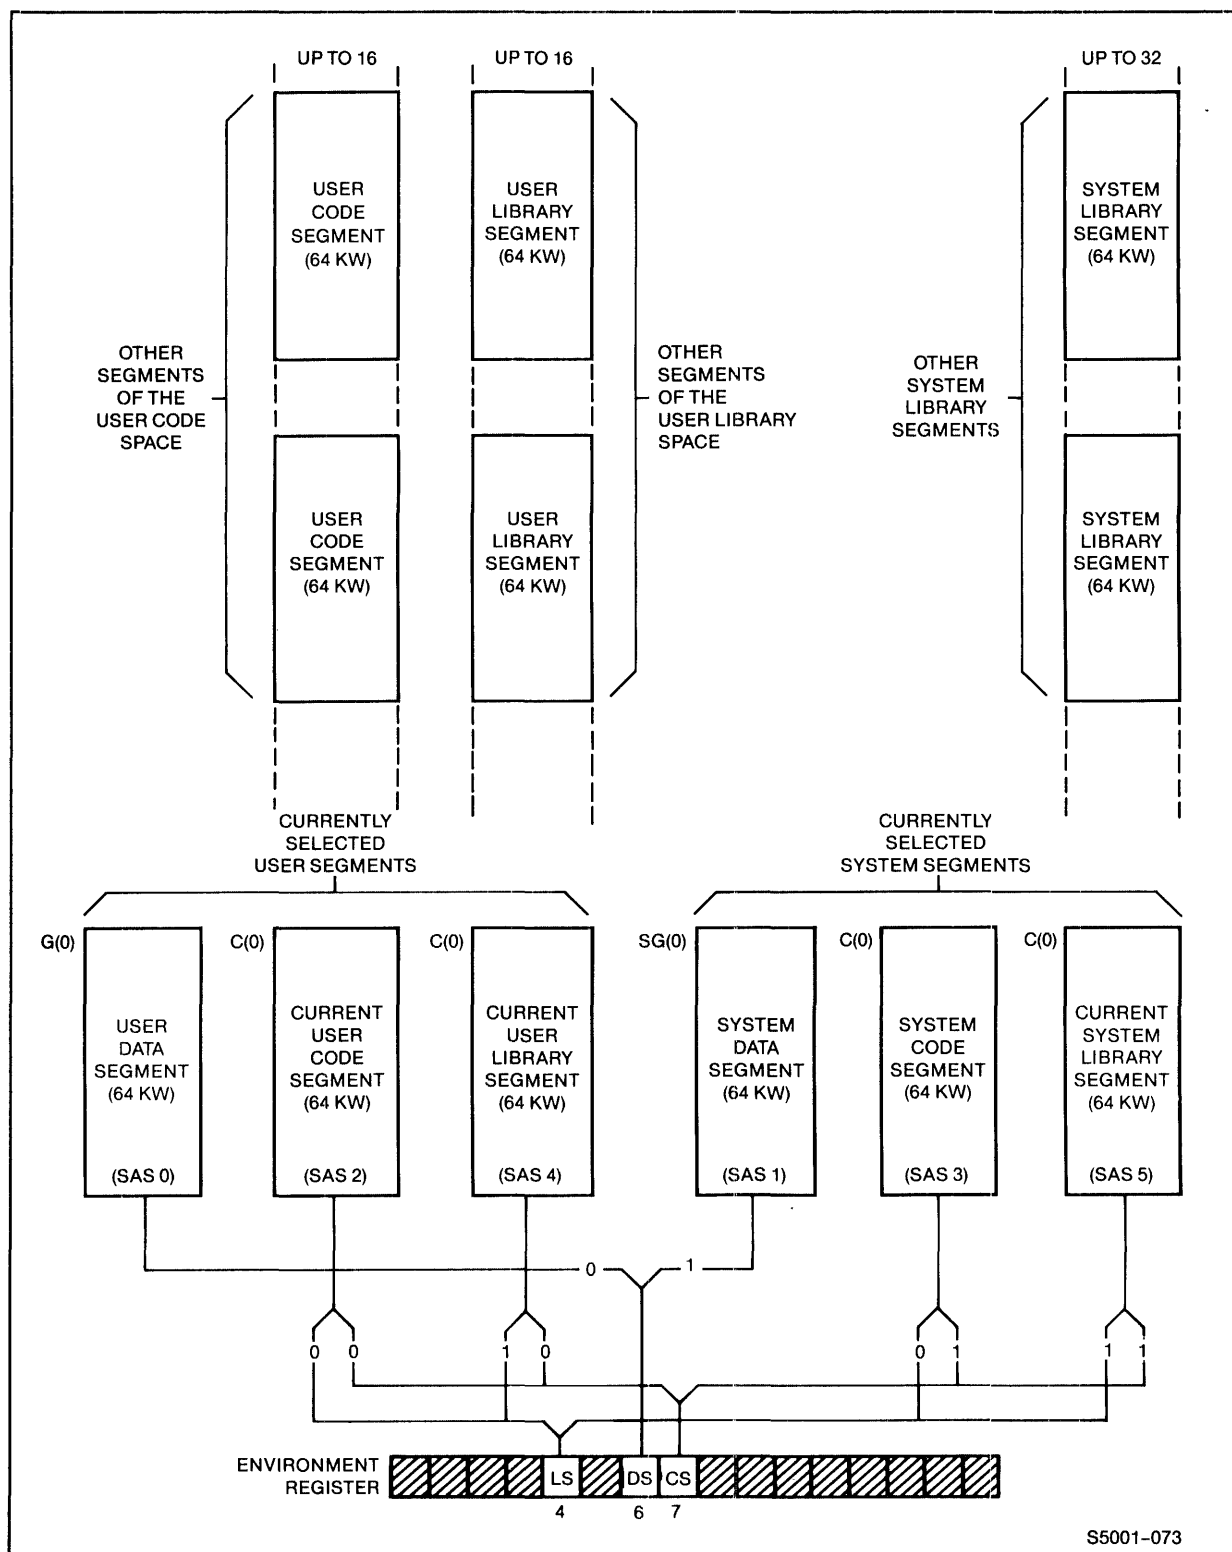 UP TO 16
UP TO 16
UP TO 32
USER
CODE
SEGMENT
(64 KW)
USER
LIBRARY
SEGMENT
(64 KW)
SYSTEM
LIBRARY
SEGMENT
(64 KW)
OTHER
SEGMENTS
OF THE
USER CODE
SPACE
OTHER
SEGMENTS
OF THE
USER LIBRARY
SPACE
OTHER
SYSTEM
LIBRARY
SEGMENTS
USER
CODE
SEGMENT
(64 KW)
USER
LIBRARY
SEGMENT
(64 KW)
SYSTEM
LIBRARY
SEGMENT
(64 KW)
CURRENTLY
SELECTED
USER SEGMENTS
CURRENTLY
SELECTED
SYSTEM SEGMENTS
G(0)
USER
DATA
SEGMENT
(64 KW)
(SAS 0)
C(0)
CURRENT
USER
CODE
SEGMENT
(64 KW)
(SAS 2)
C(0)
CURRENT
USER
LIBRARY
SEGMENT
(64 KW)
(SAS 4)
SG(0)
SYSTEM
DATA
SEGMENT
(64 KW)
(SAS 1)
C(0)
SYSTEM
CODE
SEGMENT
(64 KW)
(SAS 3)
C(0)
CURRENT
SYSTEM
LIBRARY
SEGMENT
(64 KW)
(SAS 5)
0 1
0 0 1 0 0 1 1 1
ENVIRONMENT
REGISTER
LS DS CS
4 6 7
S5001-073